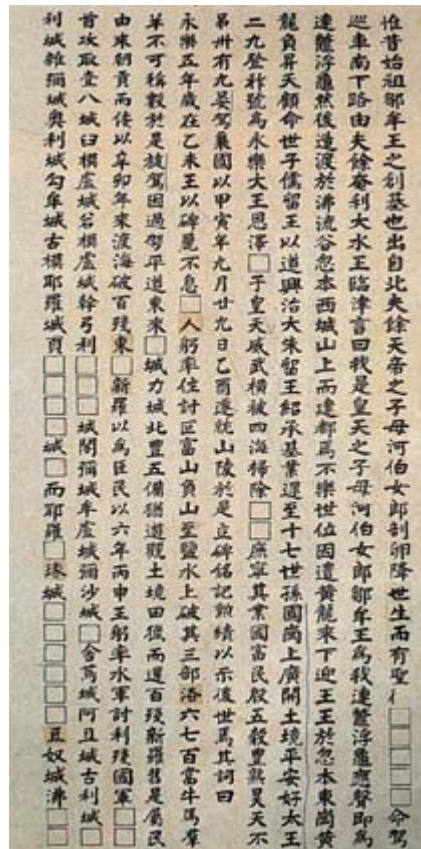 惟昔始祖鄒牟王之創基也出自北夫餘天帝之子母河伯女郎剖卵降世生而有聖亻□□□□□命駕
巡車南下路由夫餘奄利大水王臨津言曰我是皇天之子母河伯女郎鄒牟王爲我連鼈浮龜應聲即爲
連鼈浮龜然後造渡於沸流谷忽本西城山上而建都焉不樂世位因遣黃龍來下迎王王於忽本東罡黃
龍負昇天顧命世子儒留王以道興治大朱留王紹承基業遝至十七世孫國罡上廣開土境平安好太王
二九登祚號爲永樂大王恩澤□于皇天威武橫被四海掃除□□庶寧其業國富民殷五穀豊熟昊天不
弔卅有九晏駕棄國以甲寅年九月廿九日乙酉遷就山陵於是立碑銘記勳績以示後世焉其詞曰
永樂五年歲在乙未王以碑麗不息□人躬率住討叵富山負山至鹽水上破其三部洛六七百當牛馬羣
羊不可稱數於是旋駕因過袈平道東來□城力城北豊五備猶遊觀土境田獵而還百殘新羅舊是屬民
由來朝貢而倭以辛卯年來渡海破百殘東□新羅以爲臣民以六年丙申王躬率水軍討利殘國軍□□
首攻取壹八城臼模盧城各模盧城幹弓利□□□城閣彌城牟盧城彌沙城□舍蔦城阿旦城古利城□
利城雜彌城奧利城勾牟城古模耶羅城頁□□□□城□而耶羅□瑑城□□□□□豆奴城沸□□